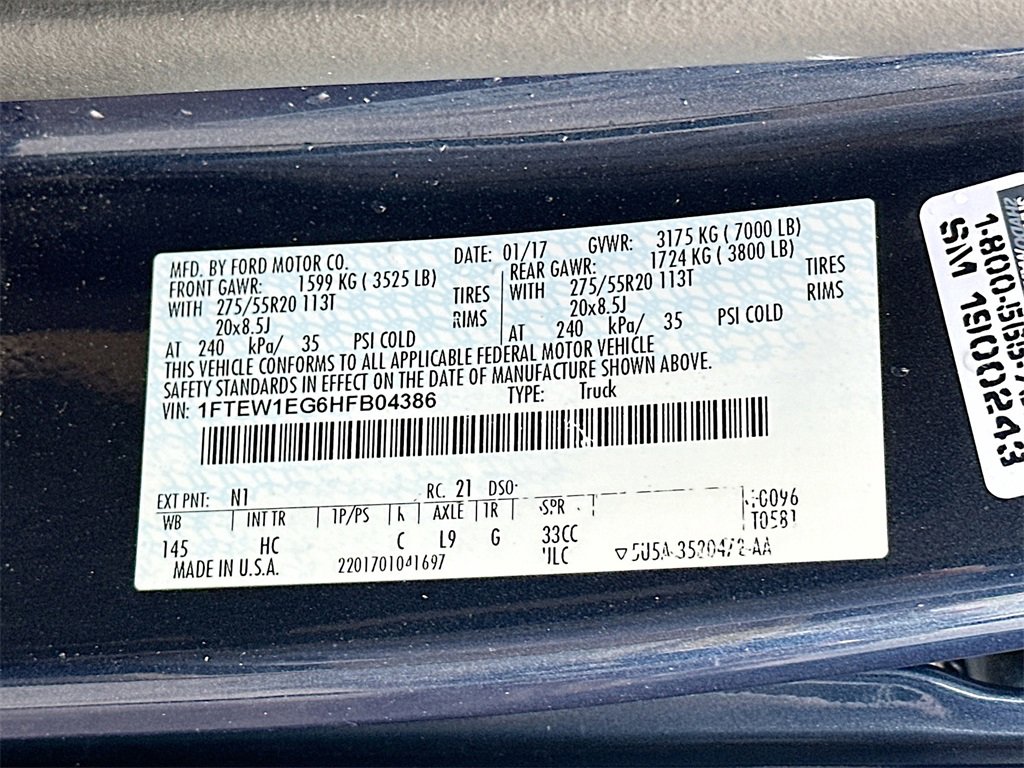 MFD. BY FORD MOTOR CO. DATE: 01/17 GVWR: 3175 KG ( 7000 LB)
FRONT GAWR: 1599 KG ( 3525 LB) REAR GAWR: 1724 KG ( 3800 LB)
WITH 275/55R20 113T TIRES WITH 275/55R20 113T TIRES
20x8.5J RIMS 20x8.5J RIMS
AT 240 kPa/ 35 PSI COLD AT 240 kPa/ 35 PSI COLD
THIS VEHICLE CONFORMS TO ALL APPLICABLE FEDERAL MOTOR VEHICLE
SAFETY STANDARDS IN EFFECT ON THE DATE OF MANUFACTURE SHOWN ABOVE.
VIN: 1FTEW1EG6HFB04386 TYPE: Truck
EXT PNT: N1 RC: 21 DSO:
WB INT TR TP/PS R AXLE TR SPR
145 HC C L9 G 33CC T0581
MADE IN U.S.A. 2201701041697
SM 15100243